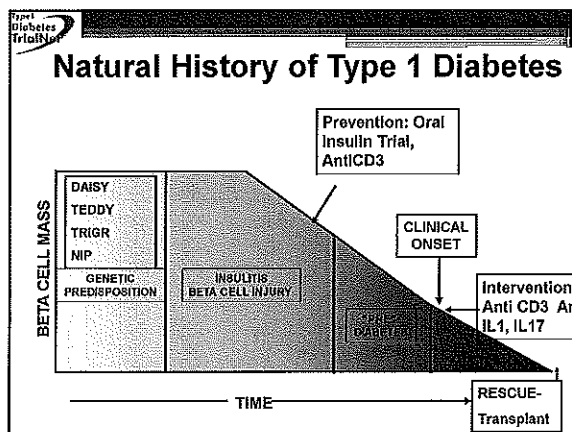 Type1
Diabetes
TrialNet
Natural History of Type 1 Diabetes
Prevention: Oral
Insulin Trial,
AntiCD3
BETA CELL MASS
DAISY
TEDDY
TRIGR
NIP
GENETIC
PREDISPOSITION
INSULITIS
BETA CELL INJURY
DIABETES
CLINICAL
ONSET
Intervention
Anti CD3 An
IL1, IL17
TIME
RESCUE-
Transplant